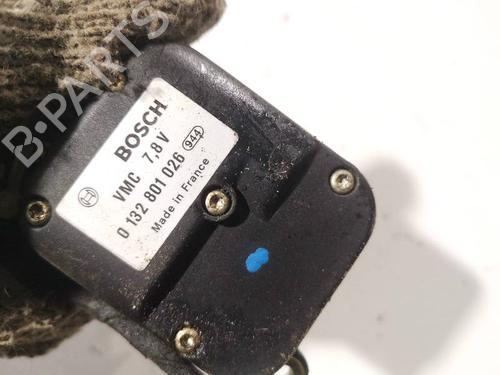 BOSCH
VMC 7,8 V
0 132 801 026 944
Made in France
B-PARTS